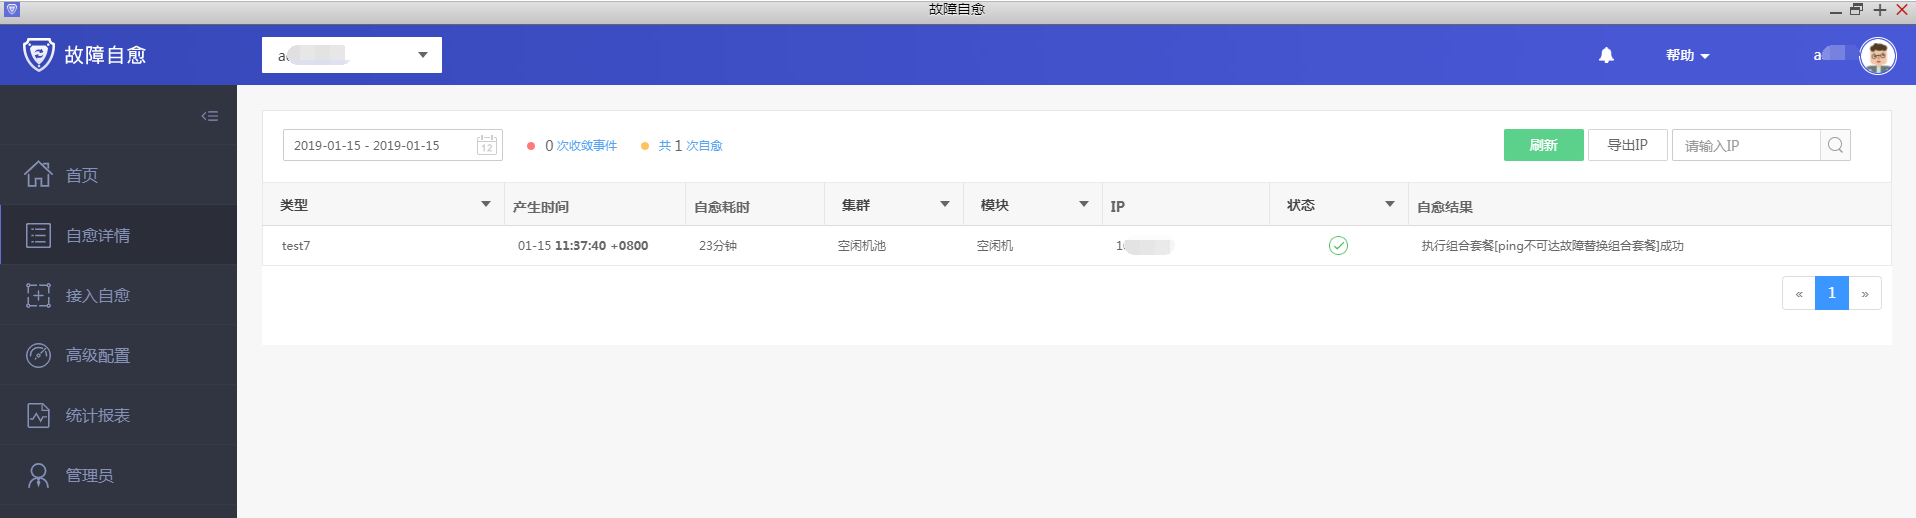 故障自愈
故障自愈
帮助
首页
自愈详情
接入自愈
高级配置
统计报表
管理员
2019-01-15 - 2019-01-15
12
0 次收敛事件
共 1 次自愈
刷新
导出IP
请输入IP
类型 产生时间 自愈耗时 集群 模块 IP 状态 自愈结果
test7 01-15 11:37:40 +0800 23分钟 空闲机池 空闲机 执行组合套餐[ping不可达故障替换组合套餐]成功
« 1 »